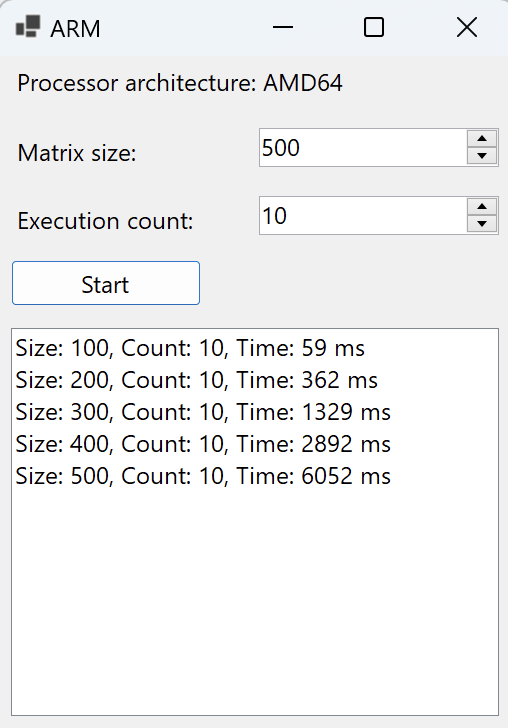 ARM
Processor architecture: AMD64
Matrix size: 500
Execution count: 10
Start
Size: 100, Count: 10, Time: 59 ms
Size: 200, Count: 10, Time: 362 ms
Size: 300, Count: 10, Time: 1329 ms
Size: 400, Count: 10, Time: 2892 ms
Size: 500, Count: 10, Time: 6052 ms